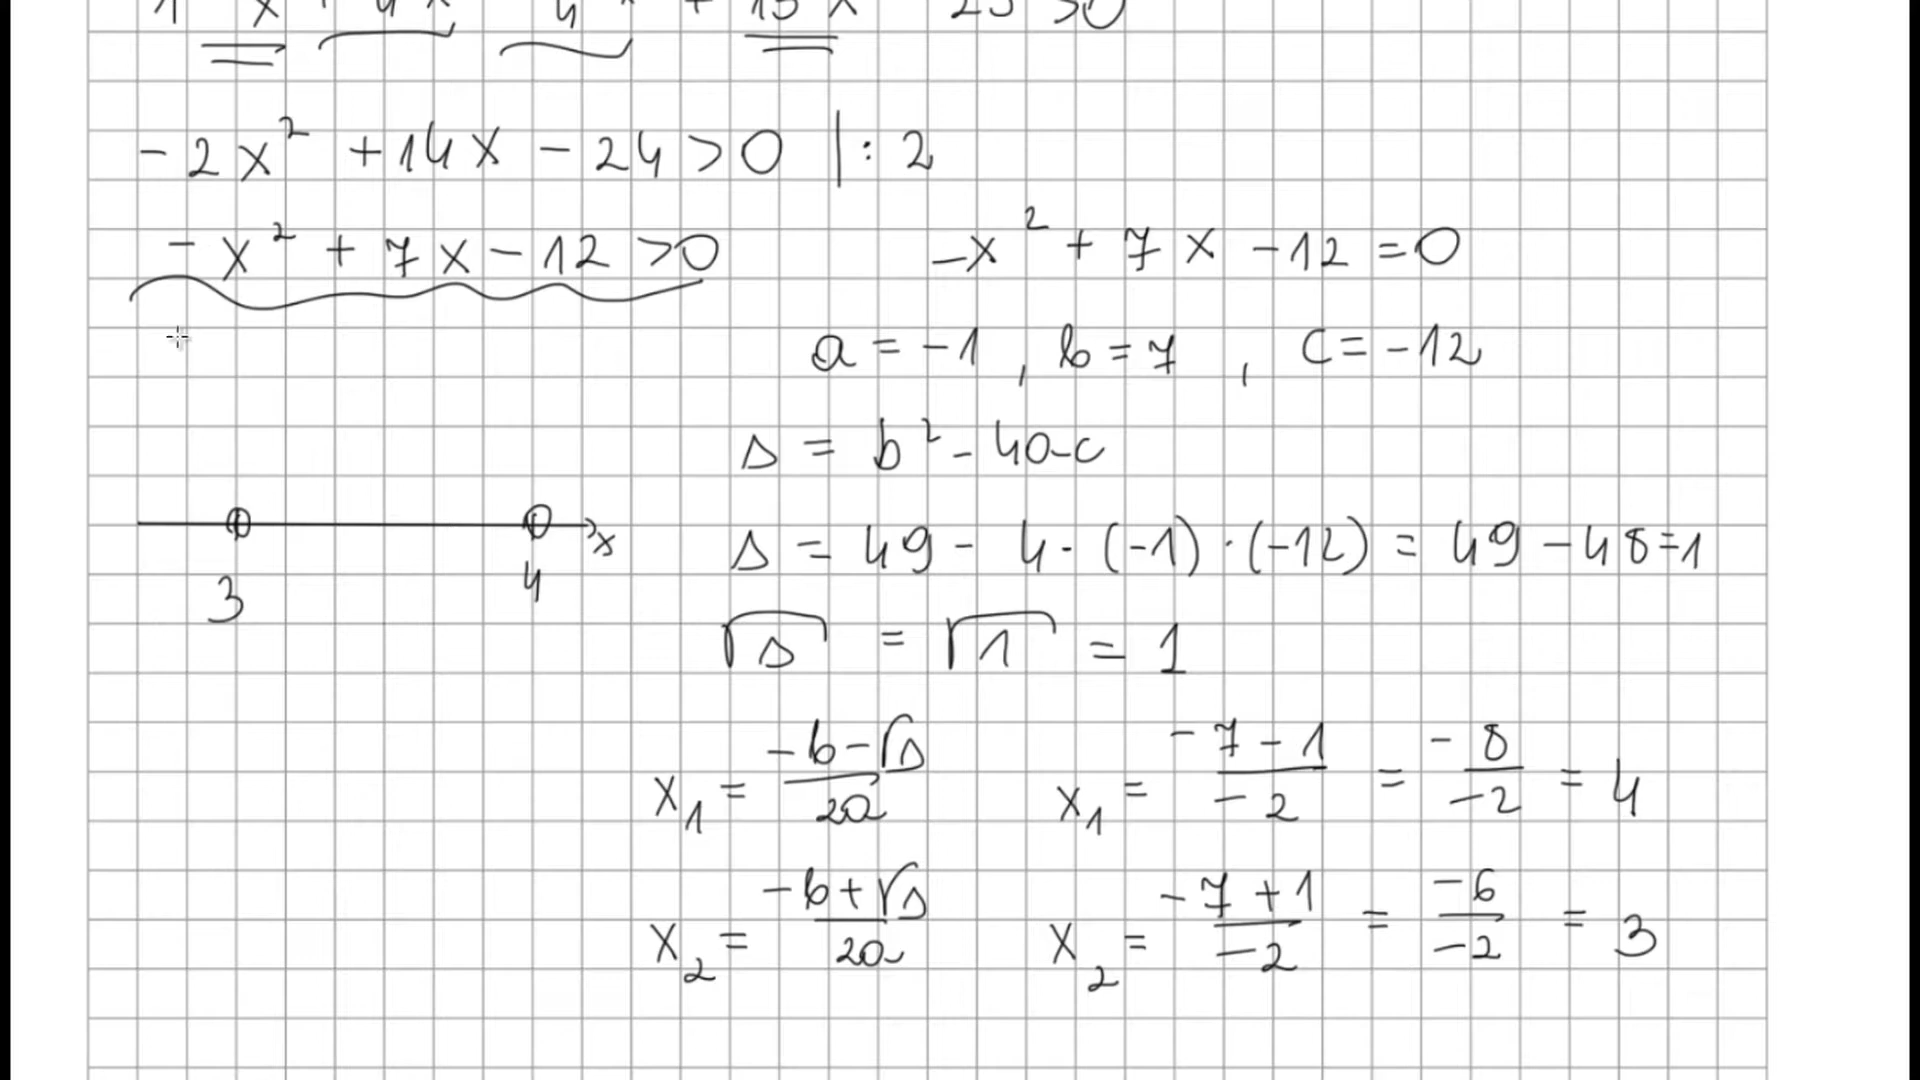 -2x² +14x - 24 > 0 | : 2
- x² + 7x - 12 > 0
-x² + 7x - 12 = 0
a = -1 , b = 7 , c = -12
Δ = b² - 4ac
Δ = 49 - 4 · (-1) · (-12) = 49 - 48 = 1
x
3 4
√Δ = √1 = 1
x₁ = (-b-√Δ)/2a x₁ = (-7-1)/-2 = -8/-2 = 4
x₂ = (-b+√Δ)/2a x₂ = (-7+1)/-2 = -6/-2 = 3